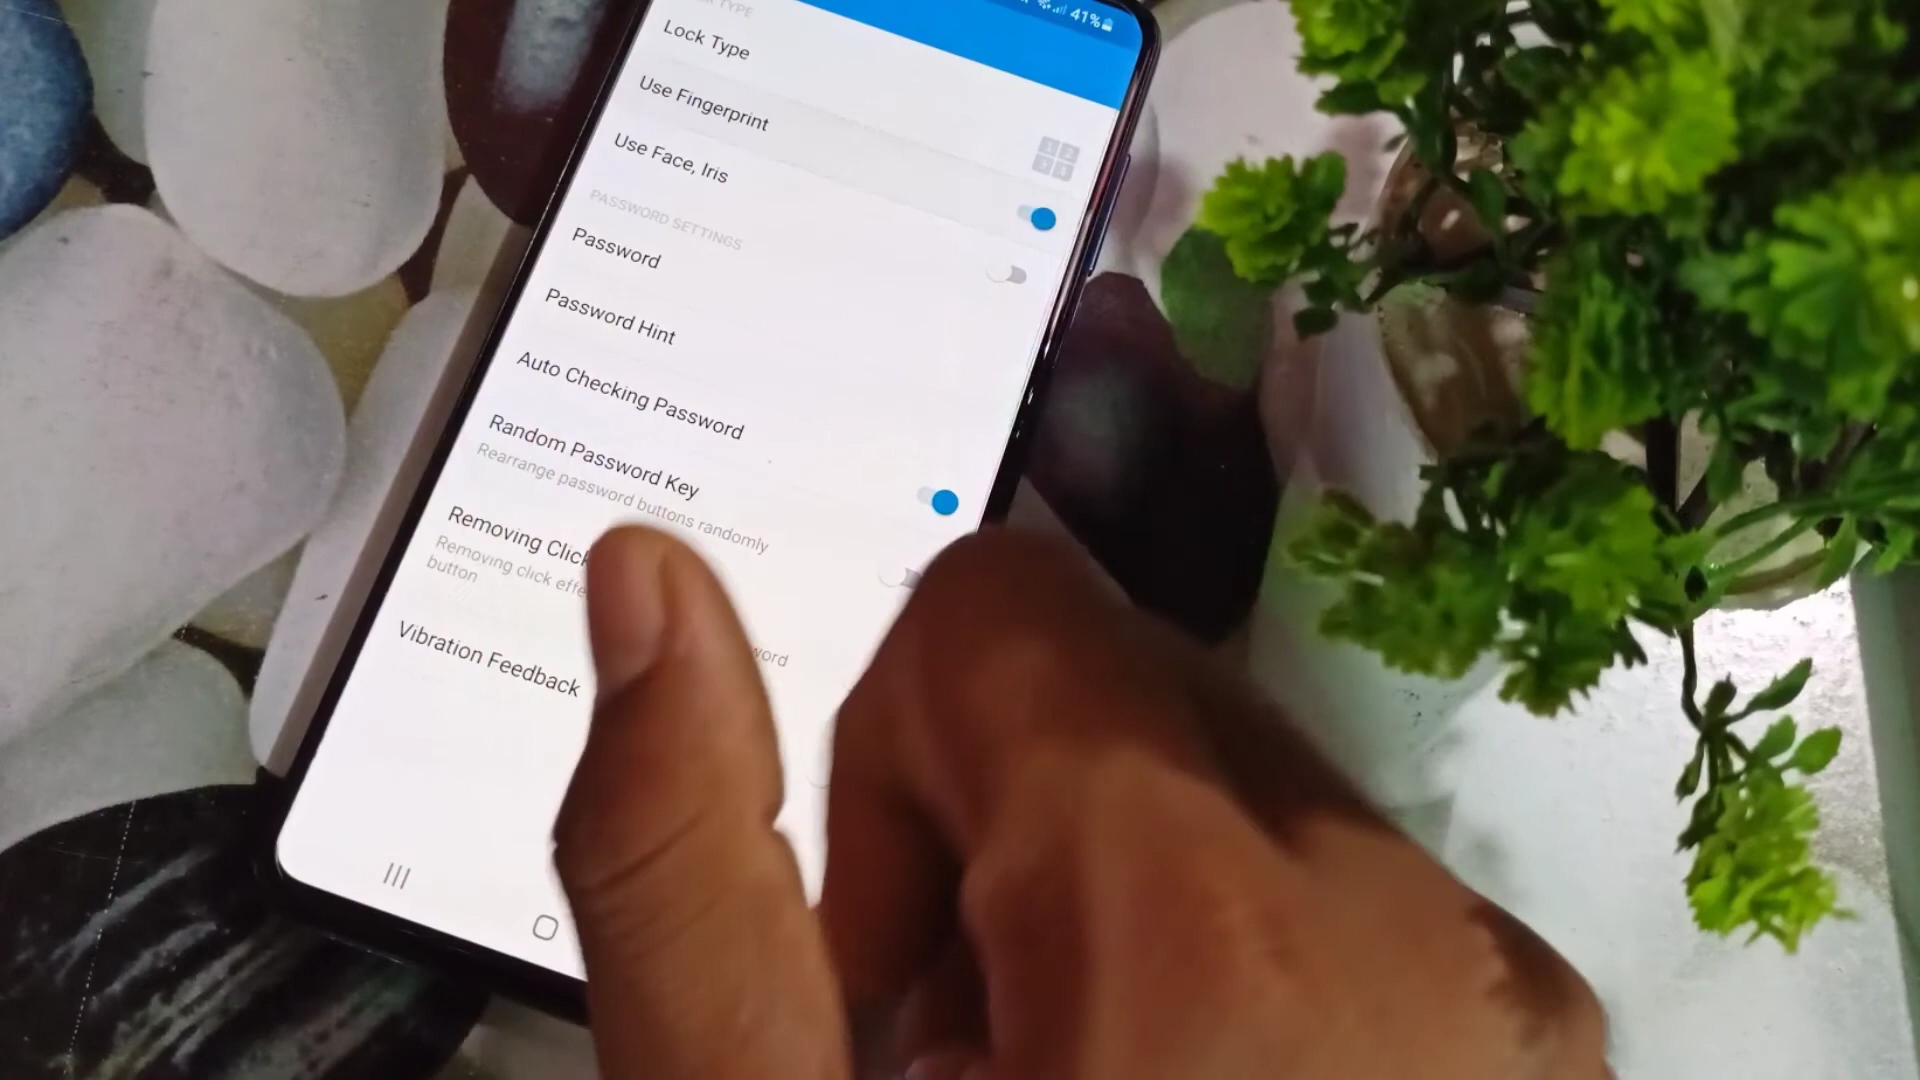 TYPE
41%
Lock Type
Use Fingerprint
Use Face, Iris
PASSWORD SETTINGS
Password
Password Hint
Auto Checking Password
Random Password Key
Rearrange password buttons randomly
Removing Click
Removing click effe
word
button
Vibration Feedback